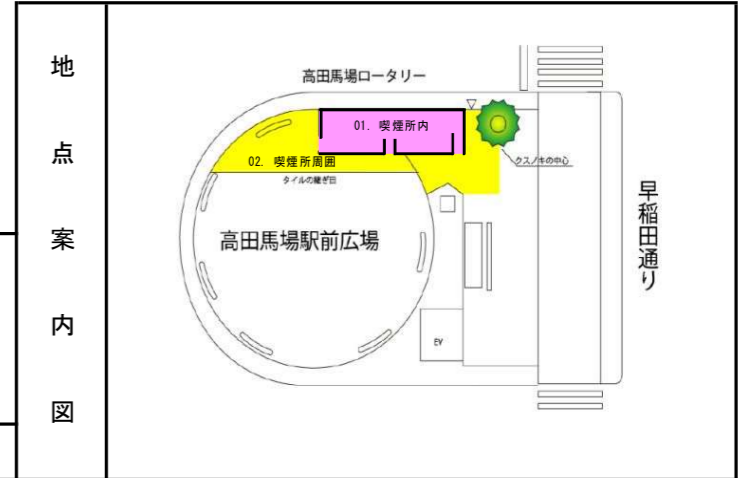 地点案内図
高田馬場ロータリー
01. 喫煙所内
02. 喫煙所周囲
タイルの継ぎ目
クスノキの中心
高田馬場駅前広場
早稲田通り
EV